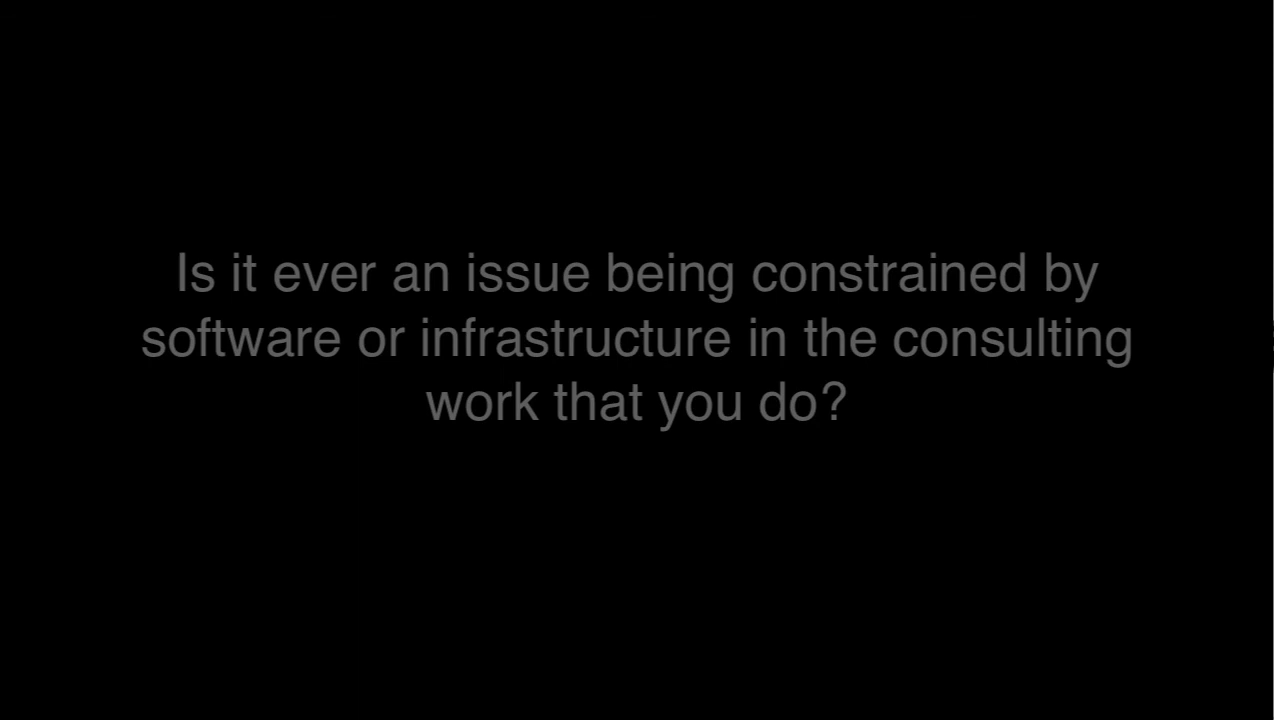 Is it ever an issue being constrained by
software or infrastructure in the consulting
work that you do?